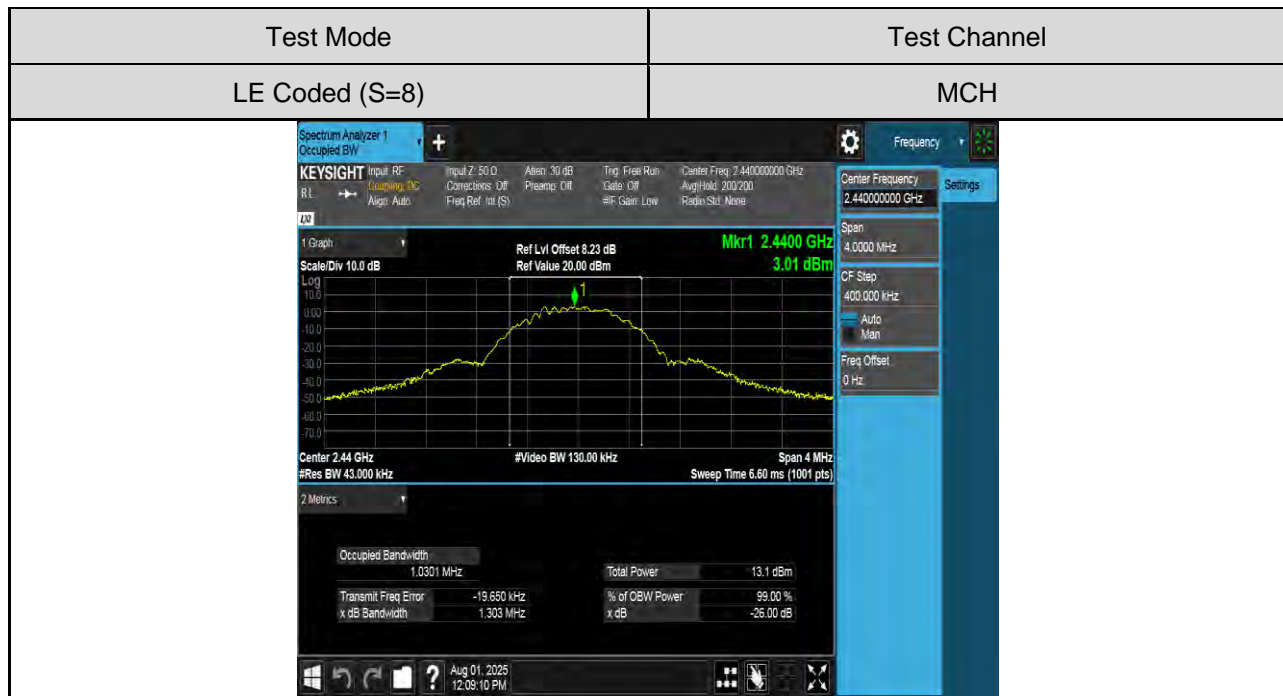 Test Mode
Test Channel
LE Coded (S=8)
MCH
Spectrum Analyzer 1
Occupied BW
+
Frequency
KEYSIGHT
Input: RF
Input Z: 50 Ω
Atten: 30 dB
Trig: Free Run
Center Freq: 2.440000000 GHz
R L
Coupling: DC
Corrections: Off
Preamp: Off
Gate: Off
Avg|Hold: 200/200
Align: Auto
Freq Ref: Int (S)
#IF Gain: Low
Radio Std: None
Center Frequency
2.440000000 GHz
Settings
Span
4.0000 MHz
CF Step
400.000 kHz
Auto
Man
Freq Offset
0 Hz
1 Graph
Ref Lvl Offset 8.23 dB
Mkr1 2.4400 GHz
Scale/Div 10.0 dB
Ref Value 20.00 dBm
3.01 dBm
Log
1
10.0
0.00
-10.0
-20.0
-30.0
-40.0
-50.0
-60.0
-70.0
Center 2.44 GHz
#Video BW 130.00 kHz
Span 4 MHz
#Res BW 43.000 kHz
Sweep Time 6.60 ms (1001 pts)
2 Metrics
Occupied Bandwidth
1.0301 MHz
Total Power
13.1 dBm
Transmit Freq Error
-19.650 kHz
% of OBW Power
99.00 %
x dB Bandwidth
1.303 MHz
x dB
-26.00 dB
?
Aug 01, 2025
12:09:10 PM